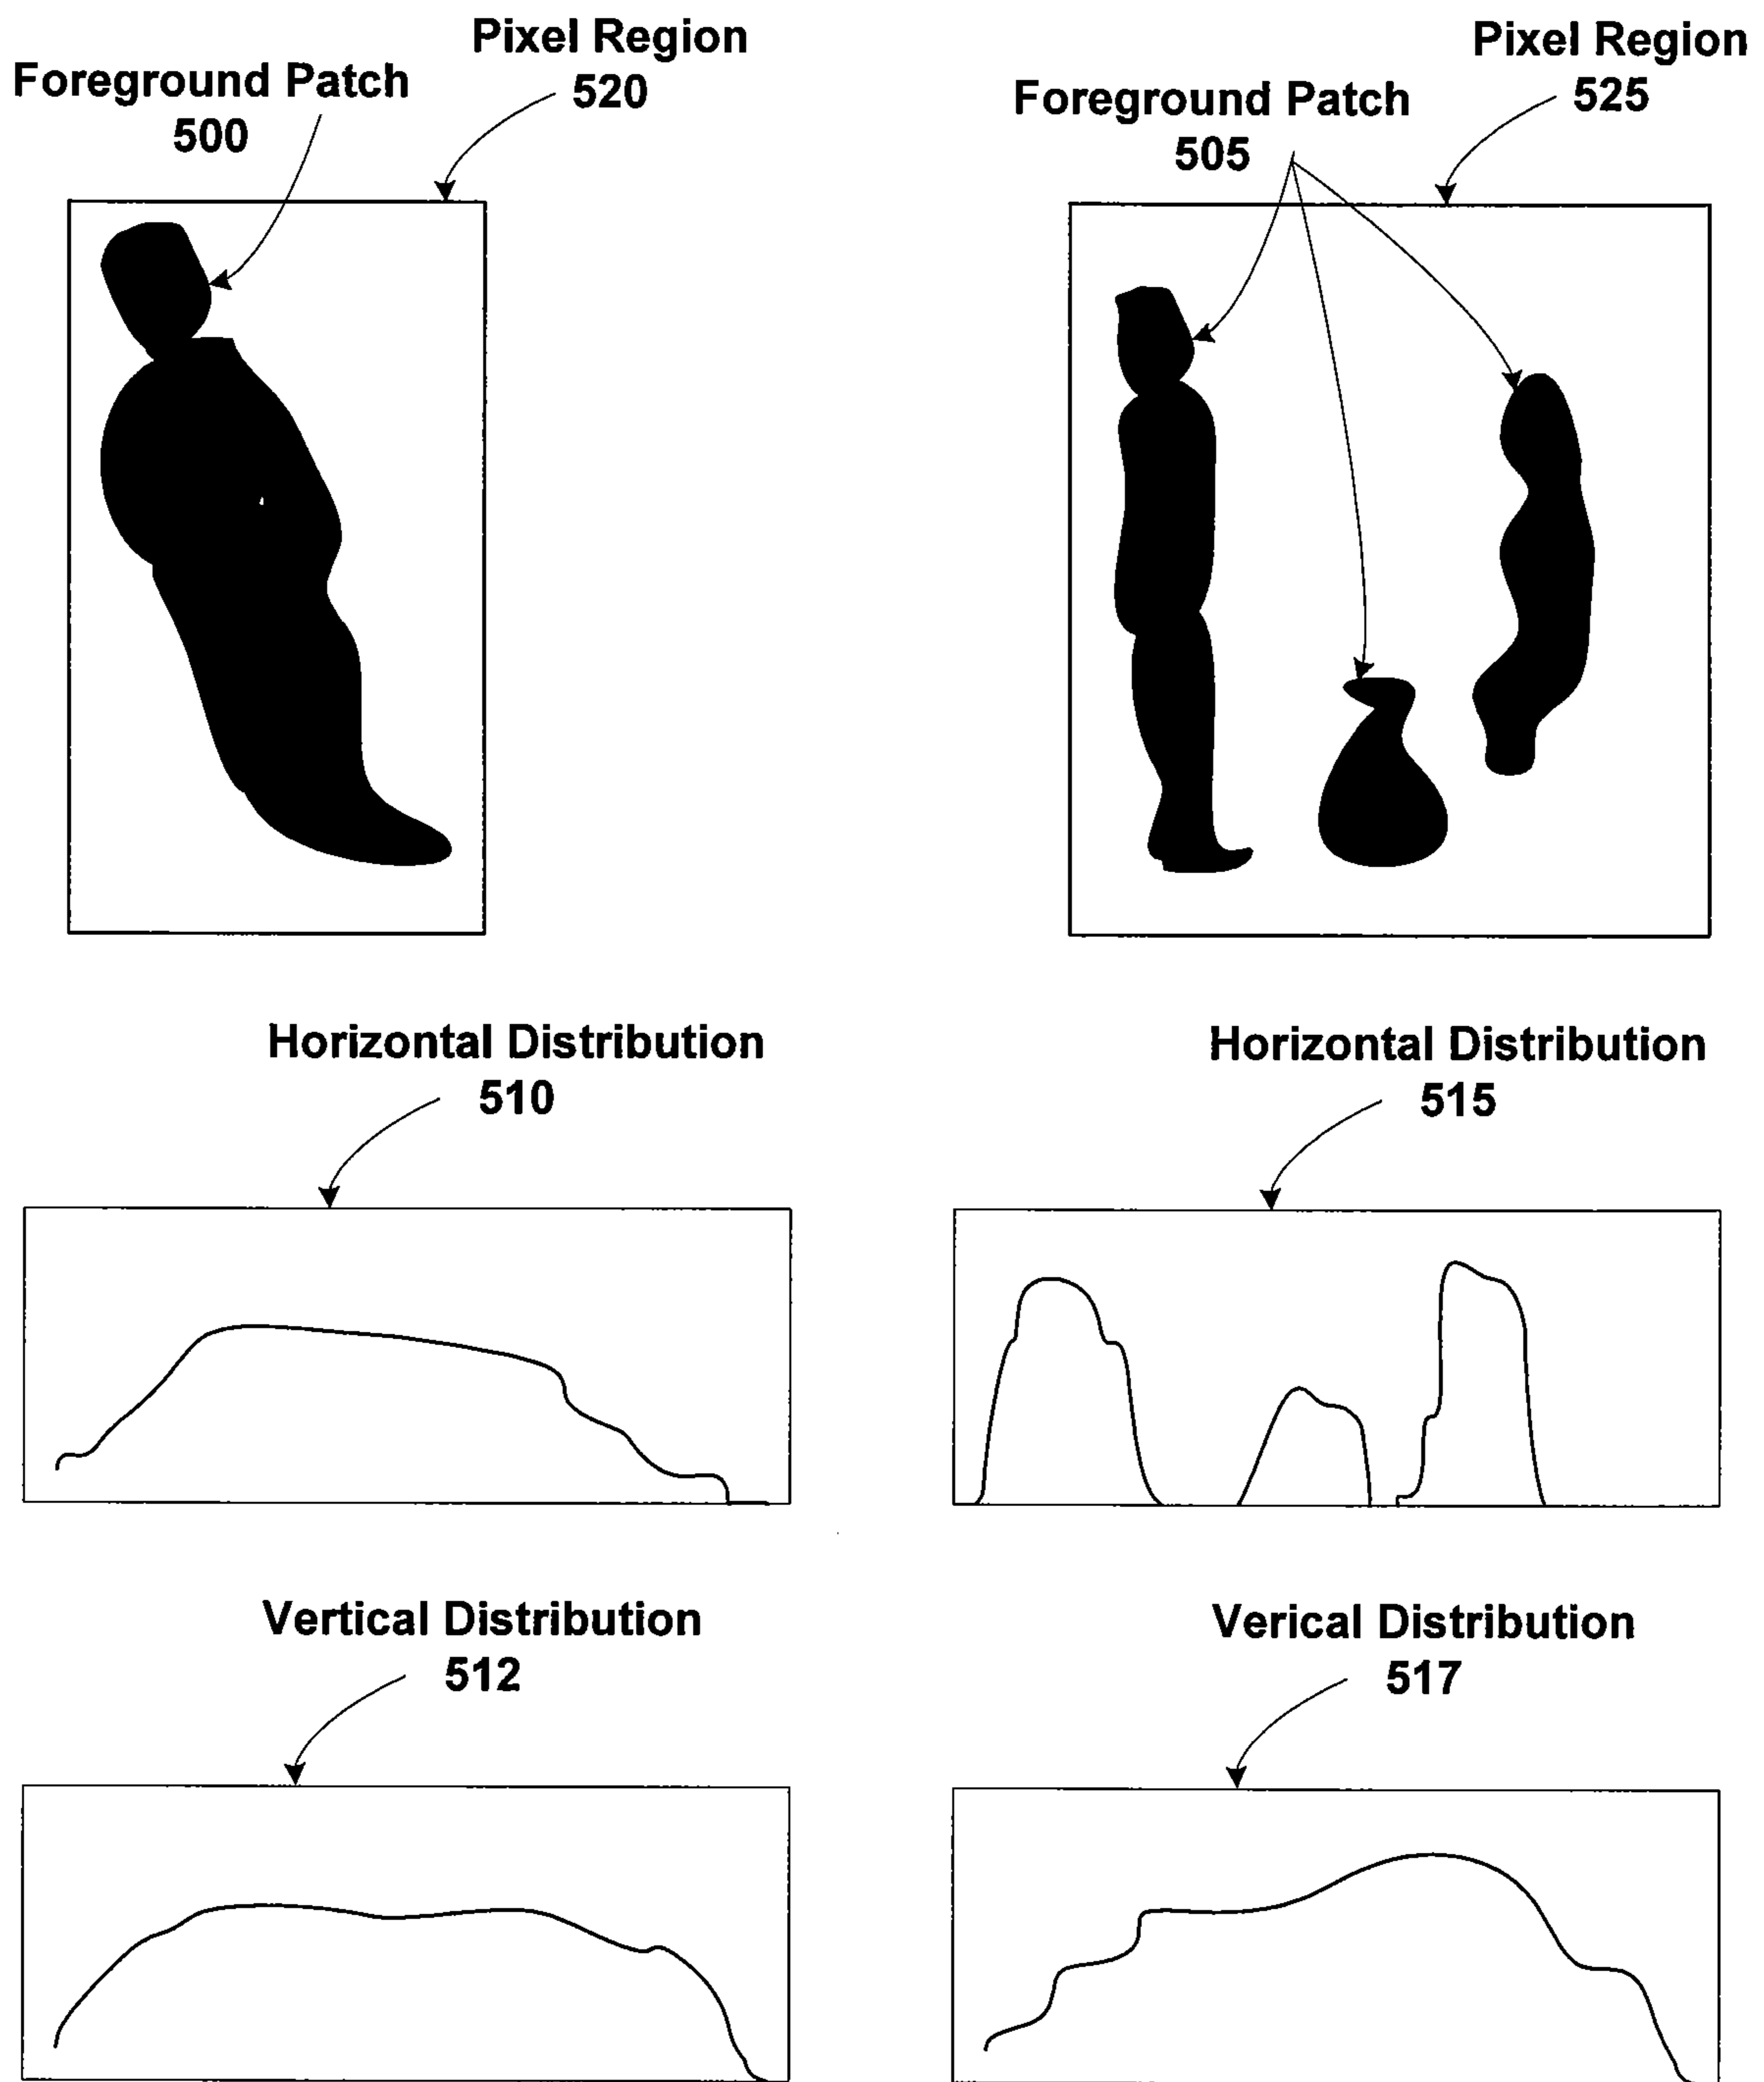 Pixel Region
520
Foreground Patch
500
Pixel Region
525
Foreground Patch
505
Horizontal Distribution
510
Horizontal Distribution
515
Vertical Distribution
512
Verical Distribution
517